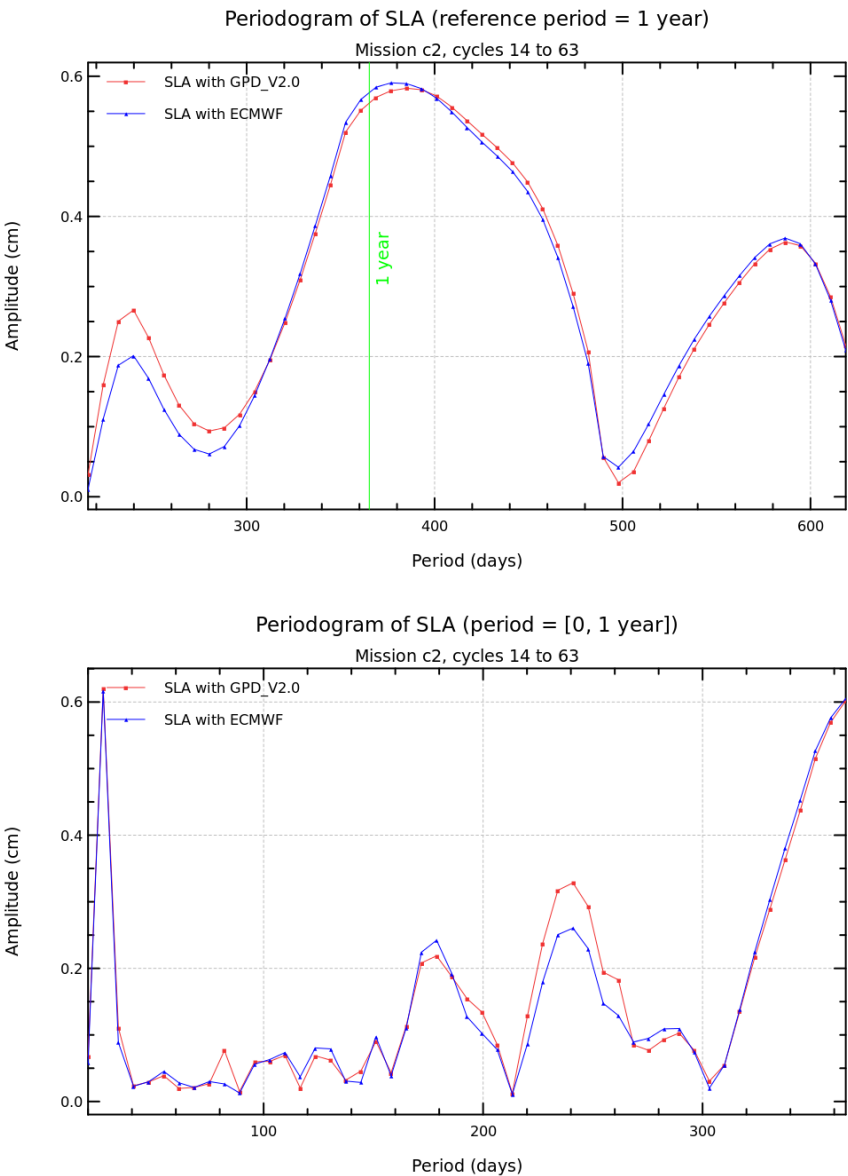 Periodogram of SLA (reference period = 1 year)
Mission c2, cycles 14 to 63
0.6
SLA with GPD_V2.0
SLA with ECMWF
0.4
1 year
Amplitude (cm)
0.2
0.0
300 400 500 600
Period (days)
Periodogram of SLA (period = [0, 1 year])
Mission c2, cycles 14 to 63
SLA with GPD_V2.0
0.6
SLA with ECMWF
0.4
Amplitude (cm)
0.2
0.0
100 200 300
Period (days)